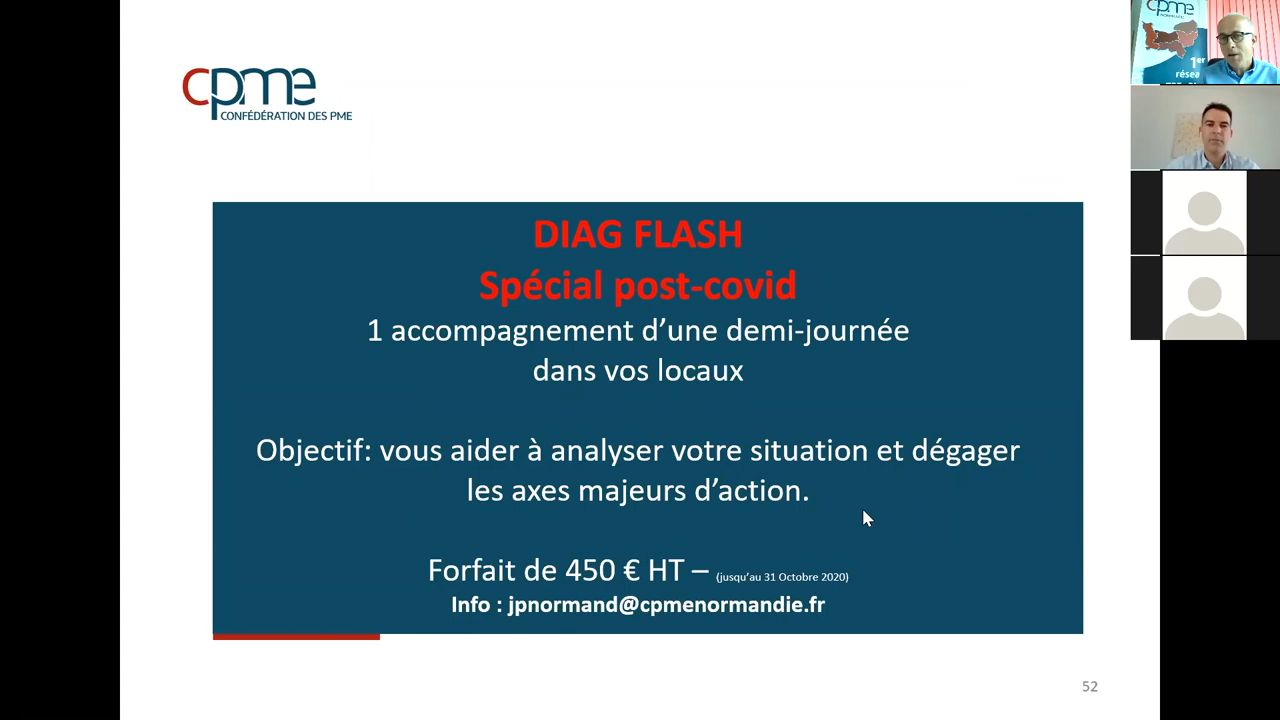 cpme
CONFÉDÉRATION DES PME
DIAG FLASH
Spécial post-covid
1 accompagnement d’une demi-journée
dans vos locaux
Objectif: vous aider à analyser votre situation et dégager
les axes majeurs d’action.
Forfait de 450 € HT – (jusqu’au 31 Octobre 2020)
Info : jpnormand@cpmenormandie.fr
52
cpme
1er